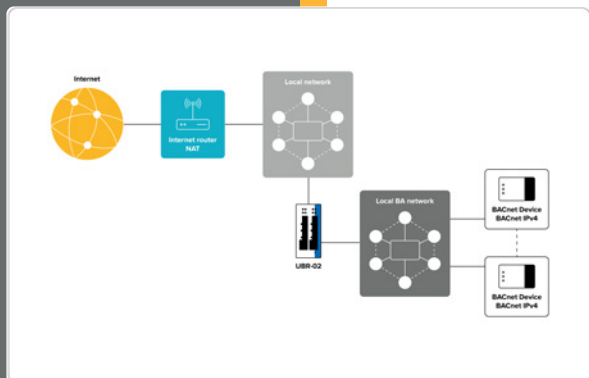 Internet
Internet router
NAT
Local network
UBR-02
Local BA network
BACnet Device
BACnet IPv4
BACnet Device
BACnet IPv4